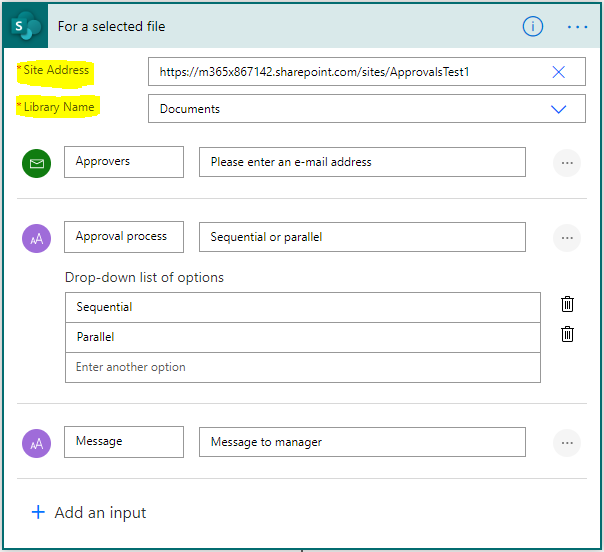 S
For a selected file
i
...
*Site Address
https://m365x867142.sharepoint.com/sites/ApprovalsTest1
*Library Name
Documents
Approvers
Please enter an e-mail address
...
AA
Approval process
Sequential or parallel
...
Drop-down list of options
Sequential
Parallel
Enter another option
AA
Message
Message to manager
...
+ Add an input